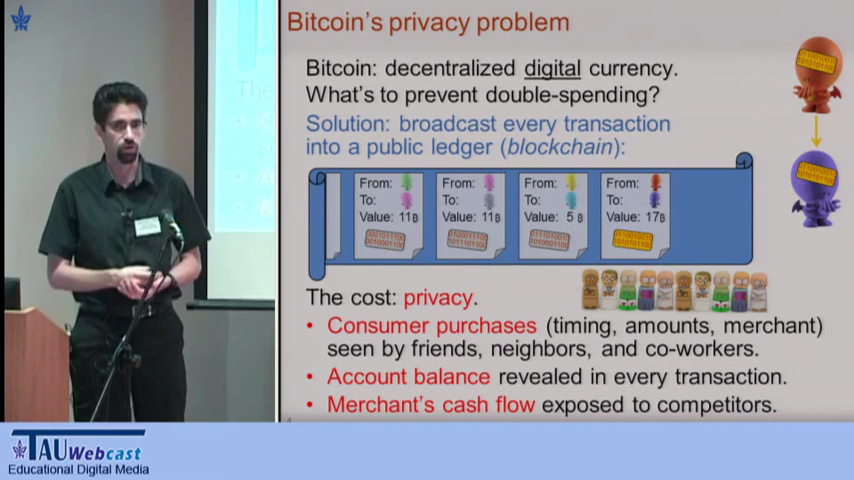 Bitcoin's privacy problem
Bitcoin: decentralized digital currency.
What's to prevent double-spending?
Solution: broadcast every transaction
into a public ledger (blockchain):
From:
To:
Value: 11฿
From:
To:
Value: 11฿
From:
To:
Value: 5 ฿
From:
To:
Value: 17฿
The cost: privacy.
• Consumer purchases (timing, amounts, merchant)
seen by friends, neighbors, and co-workers.
• Account balance revealed in every transaction.
• Merchant's cash flow exposed to competitors.
TAU Webcast
Educational Digital Media